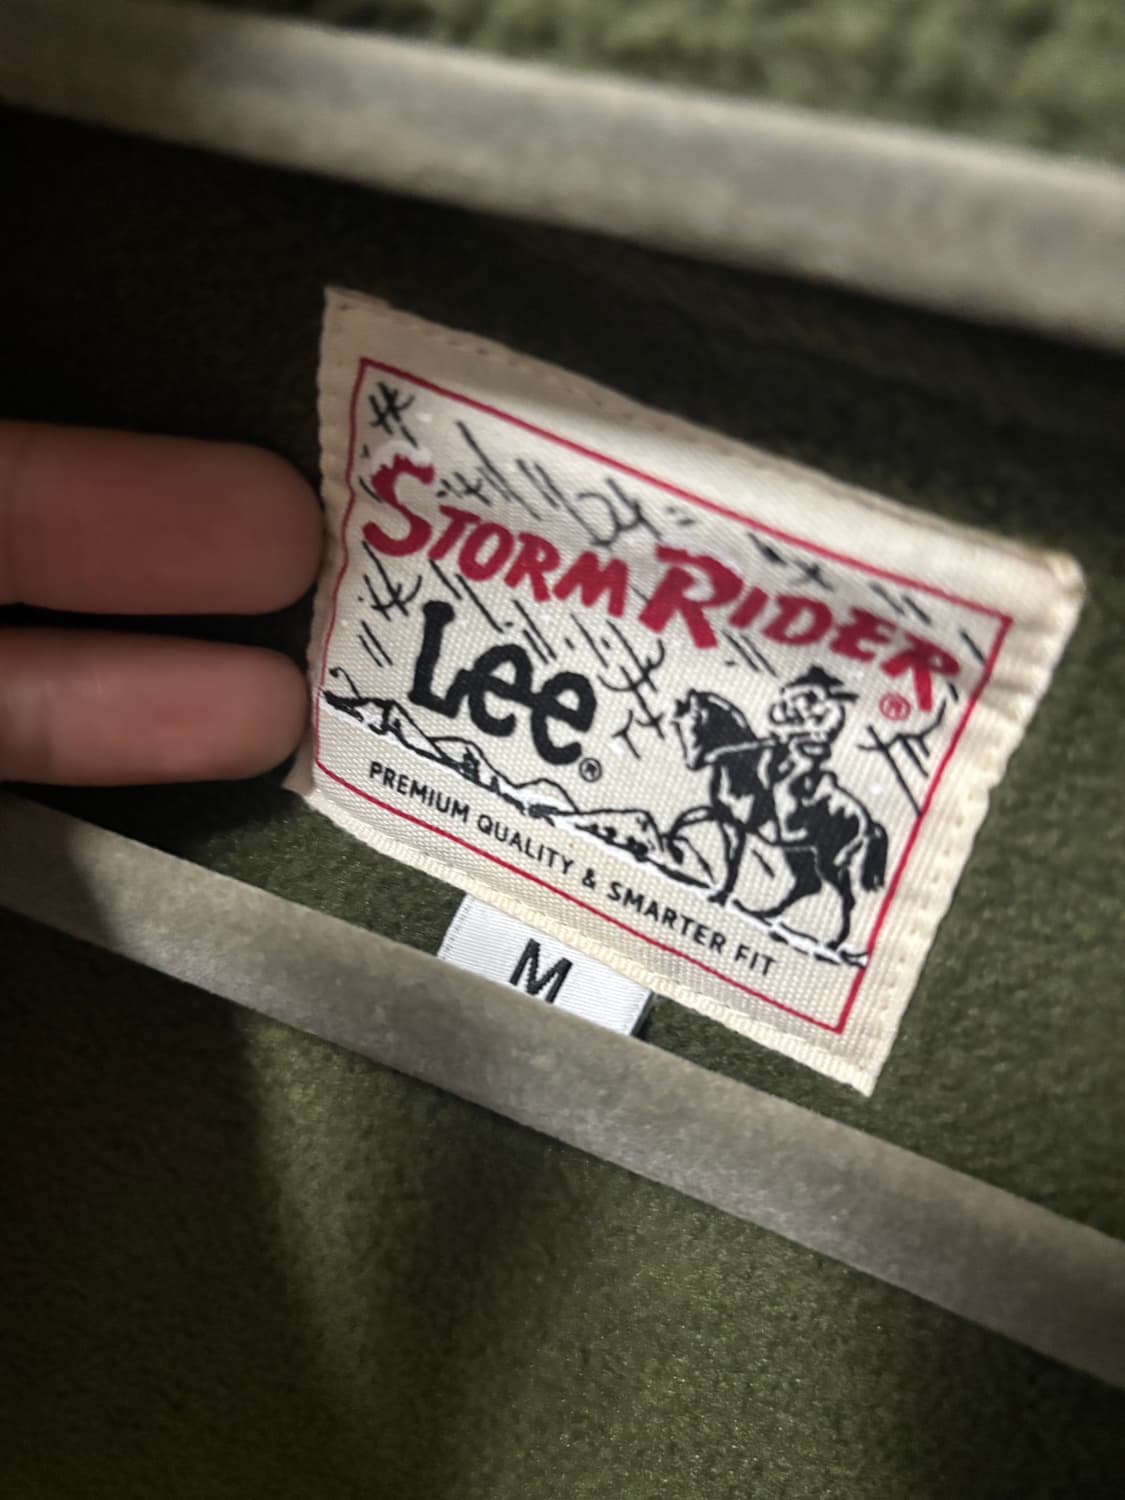 STORM RIDER®
Lee®
PREMIUM QUALITY & SMARTER FIT
M